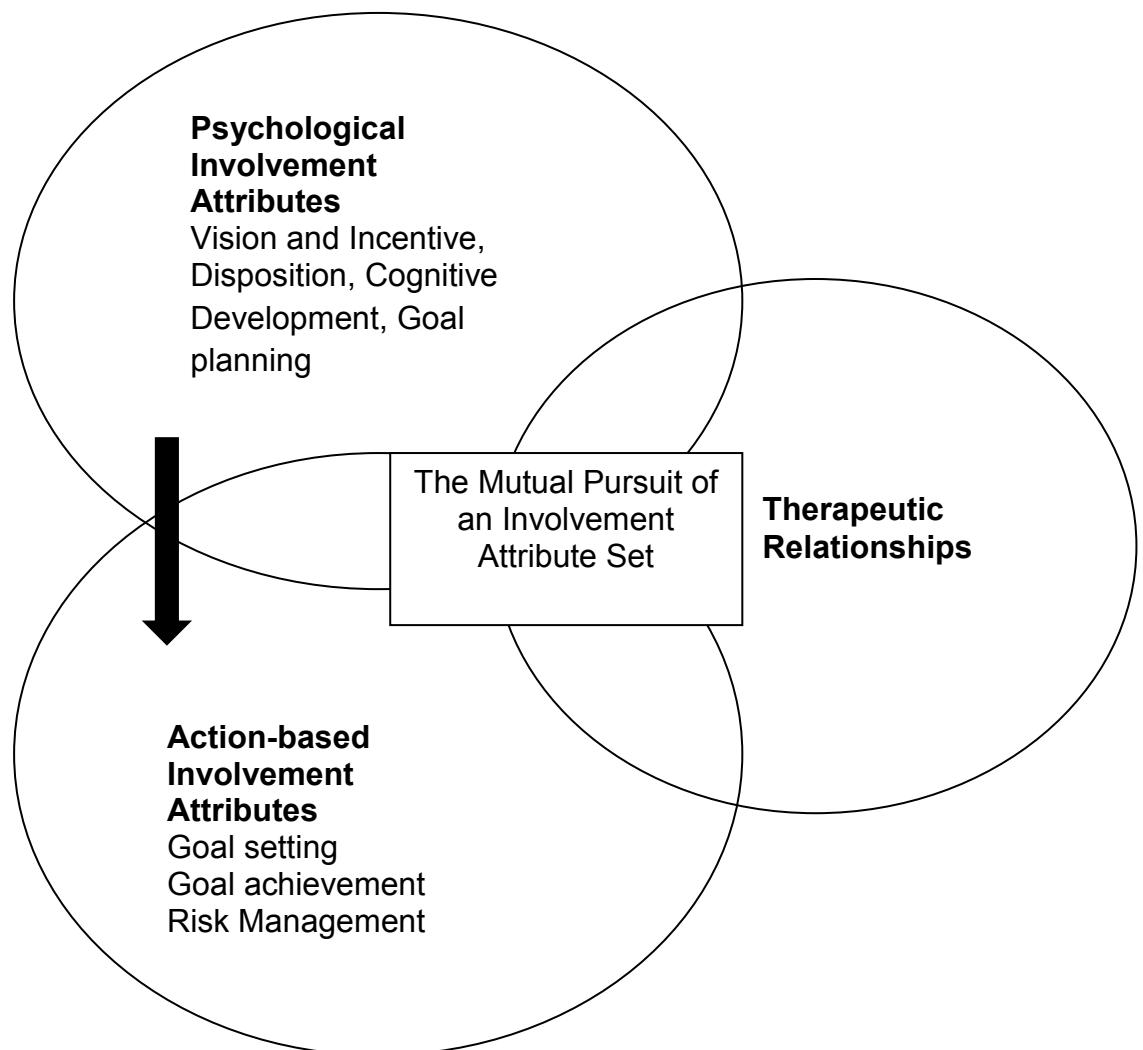 Psychological
Involvement
Attributes
Vision and Incentive,
Disposition, Cognitive
Development, Goal
planning
The Mutual Pursuit of
an Involvement
Attribute Set
Therapeutic
Relationships
Action-based
Involvement
Attributes
Goal setting
Goal achievement
Risk Management